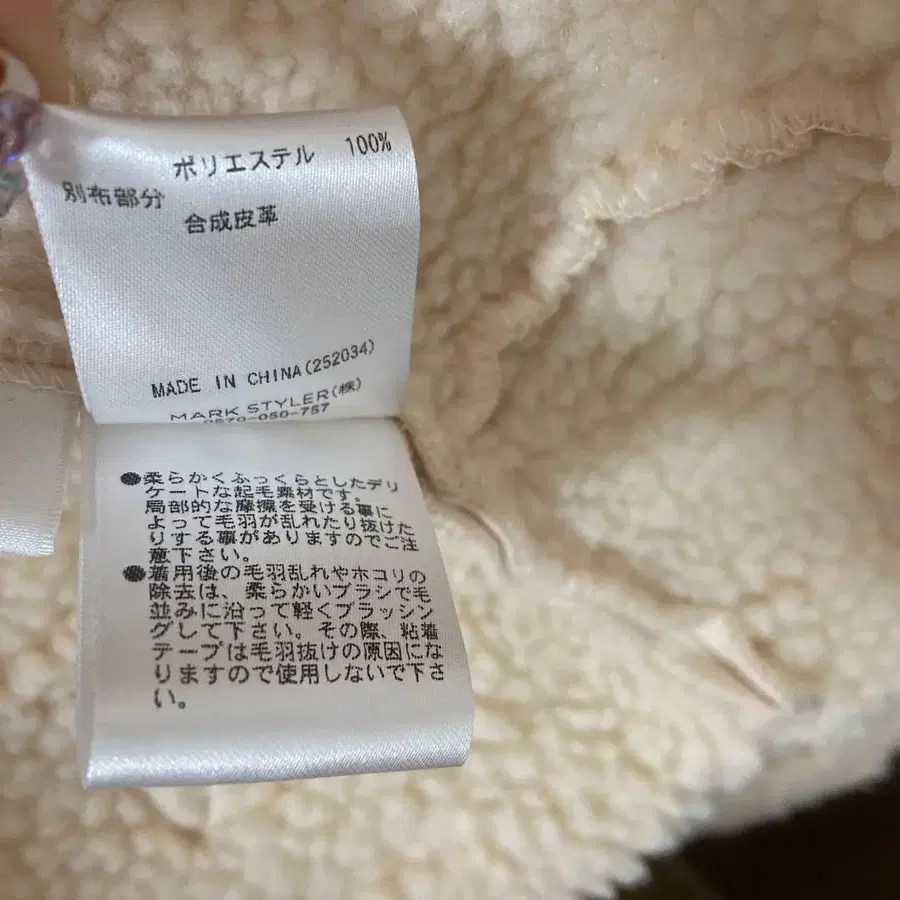 ポリエステル 100%
別布部分
合成皮革
MADE IN CHINA(252034)
MARK STYLER(株)
0570-050-757
●柔らかくふっくらとしたデリ
ケートな起毛素材です。
局部的な摩擦を受ける事に
よって毛羽が乱れたり抜けた
りする事がありますのでご注
意下さい。
●着用後の毛羽乱れやホコリの
除去は、柔らかいブラシで毛
並みに沿って軽くブラッシン
グして下さい。その際、粘着
テープは毛羽抜けの原因にな
りますので使用しないで下さ
い。